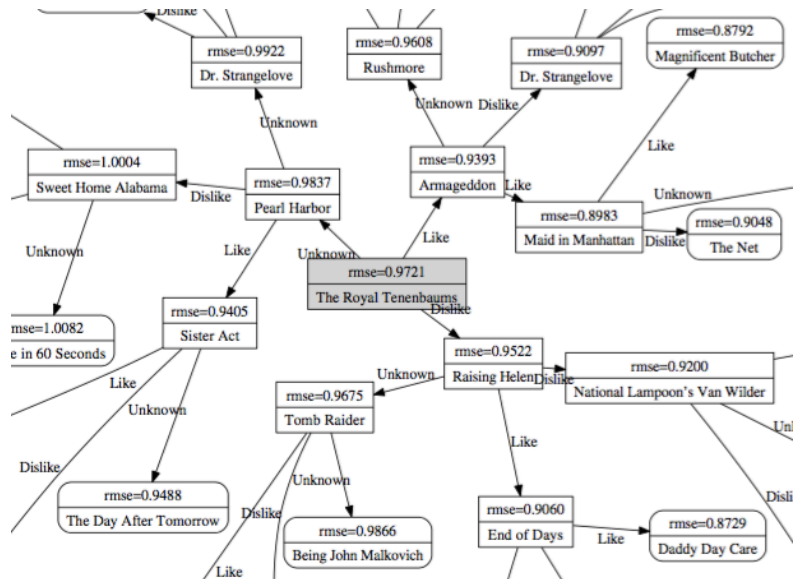 Dislike
rmse=0.9922
Dr. Strangelove
rmse=0.9608
Rushmore
rmse=0.9097
Dr. Strangelove
rmse=0.8792
Magnificent Butcher
Unknown
Unknown
Dislike
Like
rmse=1.0004
Sweet Home Alabama
Dislike
rmse=0.9837
Pearl Harbor
rmse=0.9393
Armageddon
Like
Unknown
rmse=0.8983
Maid in Manhattan
Dislike
rmse=0.9048
The Net
Unknown
Like
Unknown
Like
rmse=0.9721
The Royal Tenenbaums
Dislike
rmse=1.0082
e in 60 Seconds
rmse=0.9405
Sister Act
rmse=0.9522
Raising Helen
Dislike
rmse=0.9200
National Lampoon's Van Wilder
Like
Unknown
Unknown
rmse=0.9675
Tomb Raider
Like
Dislike
Unknown
Dislike
rmse=0.9488
The Day After Tomorrow
Dislike
rmse=0.9866
Being John Malkovich
Like
rmse=0.9060
End of Days
Like
rmse=0.8729
Daddy Day Care